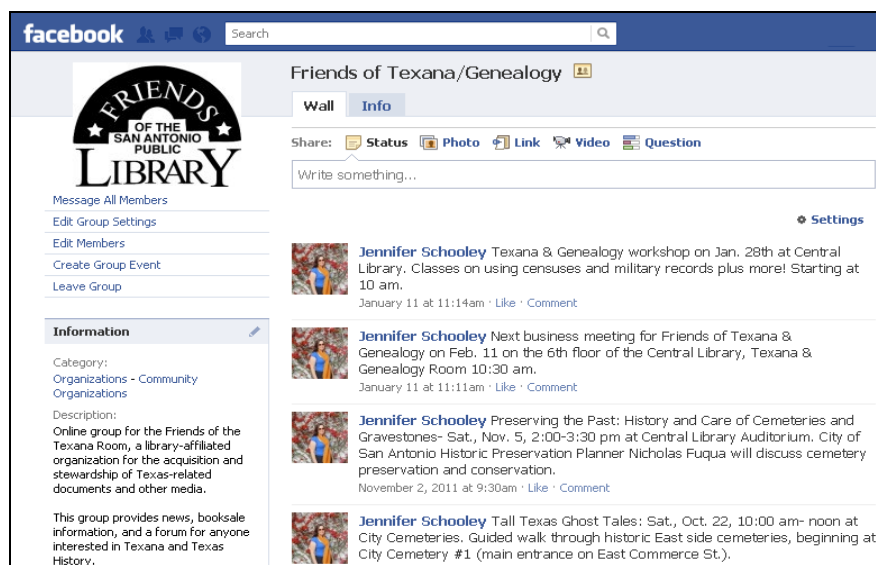 facebook
Search
FRIENDS
OF THE
SAN ANTONIO
PUBLIC
LIBRARY
Message All Members
Edit Group Settings
Edit Members
Create Group Event
Leave Group
Information
Category:
Organizations - Community
Organizations
Description:
Online group for the Friends of the
Texana Room, a library-affiliated
organization for the acquisition and
stewardship of Texas-related
documents and other media.
This group provides news, booksale
information, and a forum for anyone
interested in Texana and Texas
History.
Friends of Texana/Genealogy
Wall Info
Share: Status Photo Link Video Question
Write something...
Settings
Jennifer Schooley Texana & Genealogy workshop on Jan. 28th at Central
Library. Classes on using censuses and military records plus more! Starting at
10 am.
January 11 at 11:14am · Like · Comment
Jennifer Schooley Next business meeting for Friends of Texana &
Genealogy on Feb. 11 on the 6th floor of the Central Library, Texana &
Genealogy Room 10:30 am.
January 11 at 11:11am · Like · Comment
Jennifer Schooley Preserving the Past: History and Care of Cemeteries and
Gravestones- Sat., Nov. 5, 2:00-3:30 pm at Central Library Auditorium. City of
San Antonio Historic Preservation Planner Nicholas Fuqua will discuss cemetery
preservation and conservation.
November 2, 2011 at 9:30am · Like · Comment
Jennifer Schooley Tall Texas Ghost Tales: Sat., Oct. 22, 10:00 am- noon at
City Cemeteries. Guided walk through historic East side cemeteries, beginning at
City Cemetery #1 (main entrance on East Commerce St.).